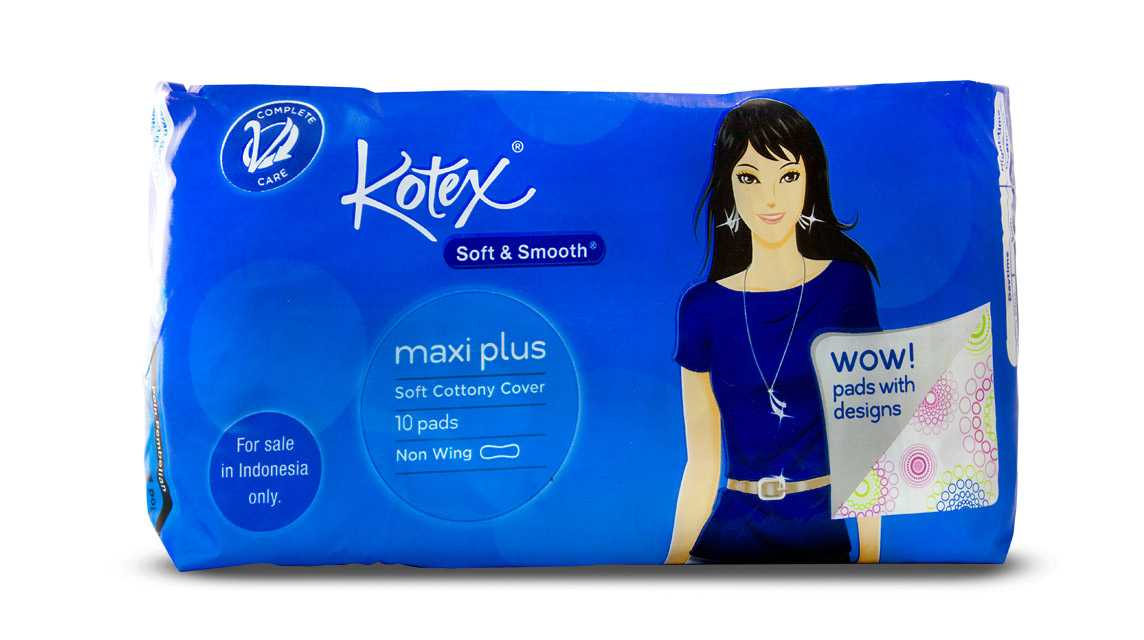 COMPLETE
CARE
Kotex®
Soft & Smooth®
maxi plus
Soft Cottony Cover
10 pads
Non Wing
For sale
in Indonesia
only.
WOW!
pads with
designs
Daytime